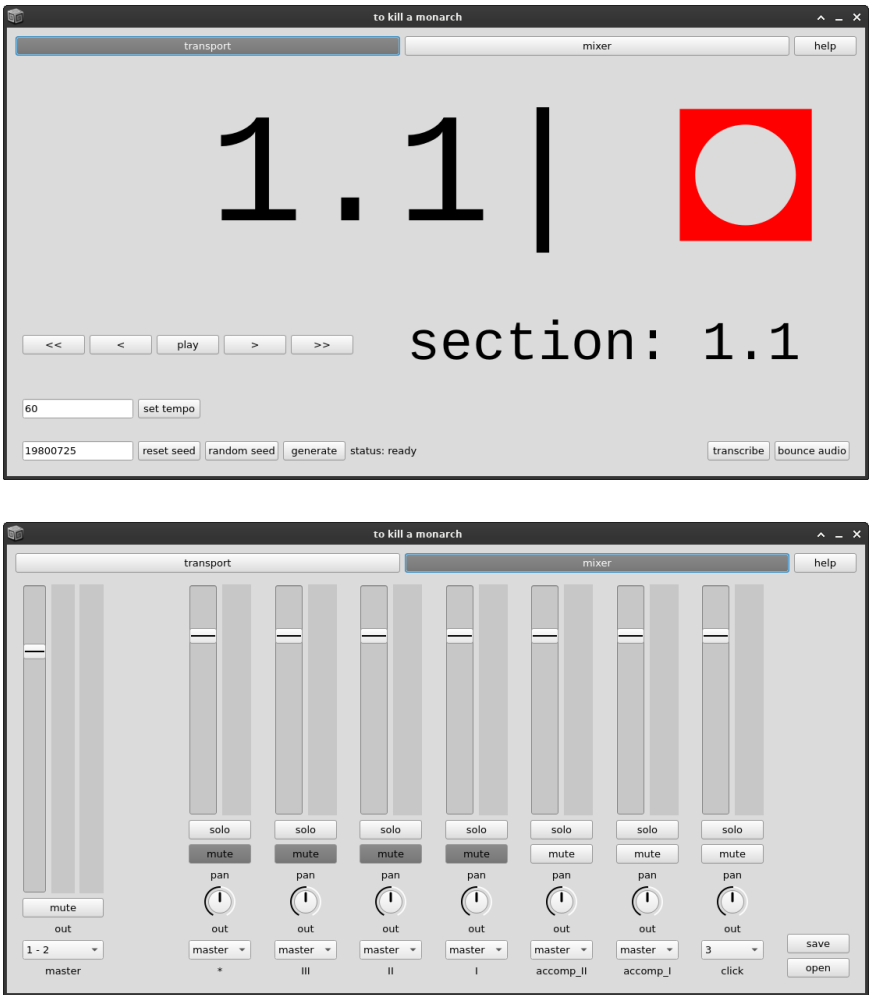 to kill a monarch
transport mixer help
1.1|
section: 1.1
<< < play > >>
60 set tempo
19800725 reset seed random seed generate status: ready transcribe bounce audio
to kill a monarch
transport mixer help
solo solo solo solo solo solo solo
mute mute mute mute mute mute mute
pan pan pan pan pan pan pan
mute
out out out out out out out out
1 - 2 master master master master master master 3 save
master * III II I accomp_II accomp_I click open